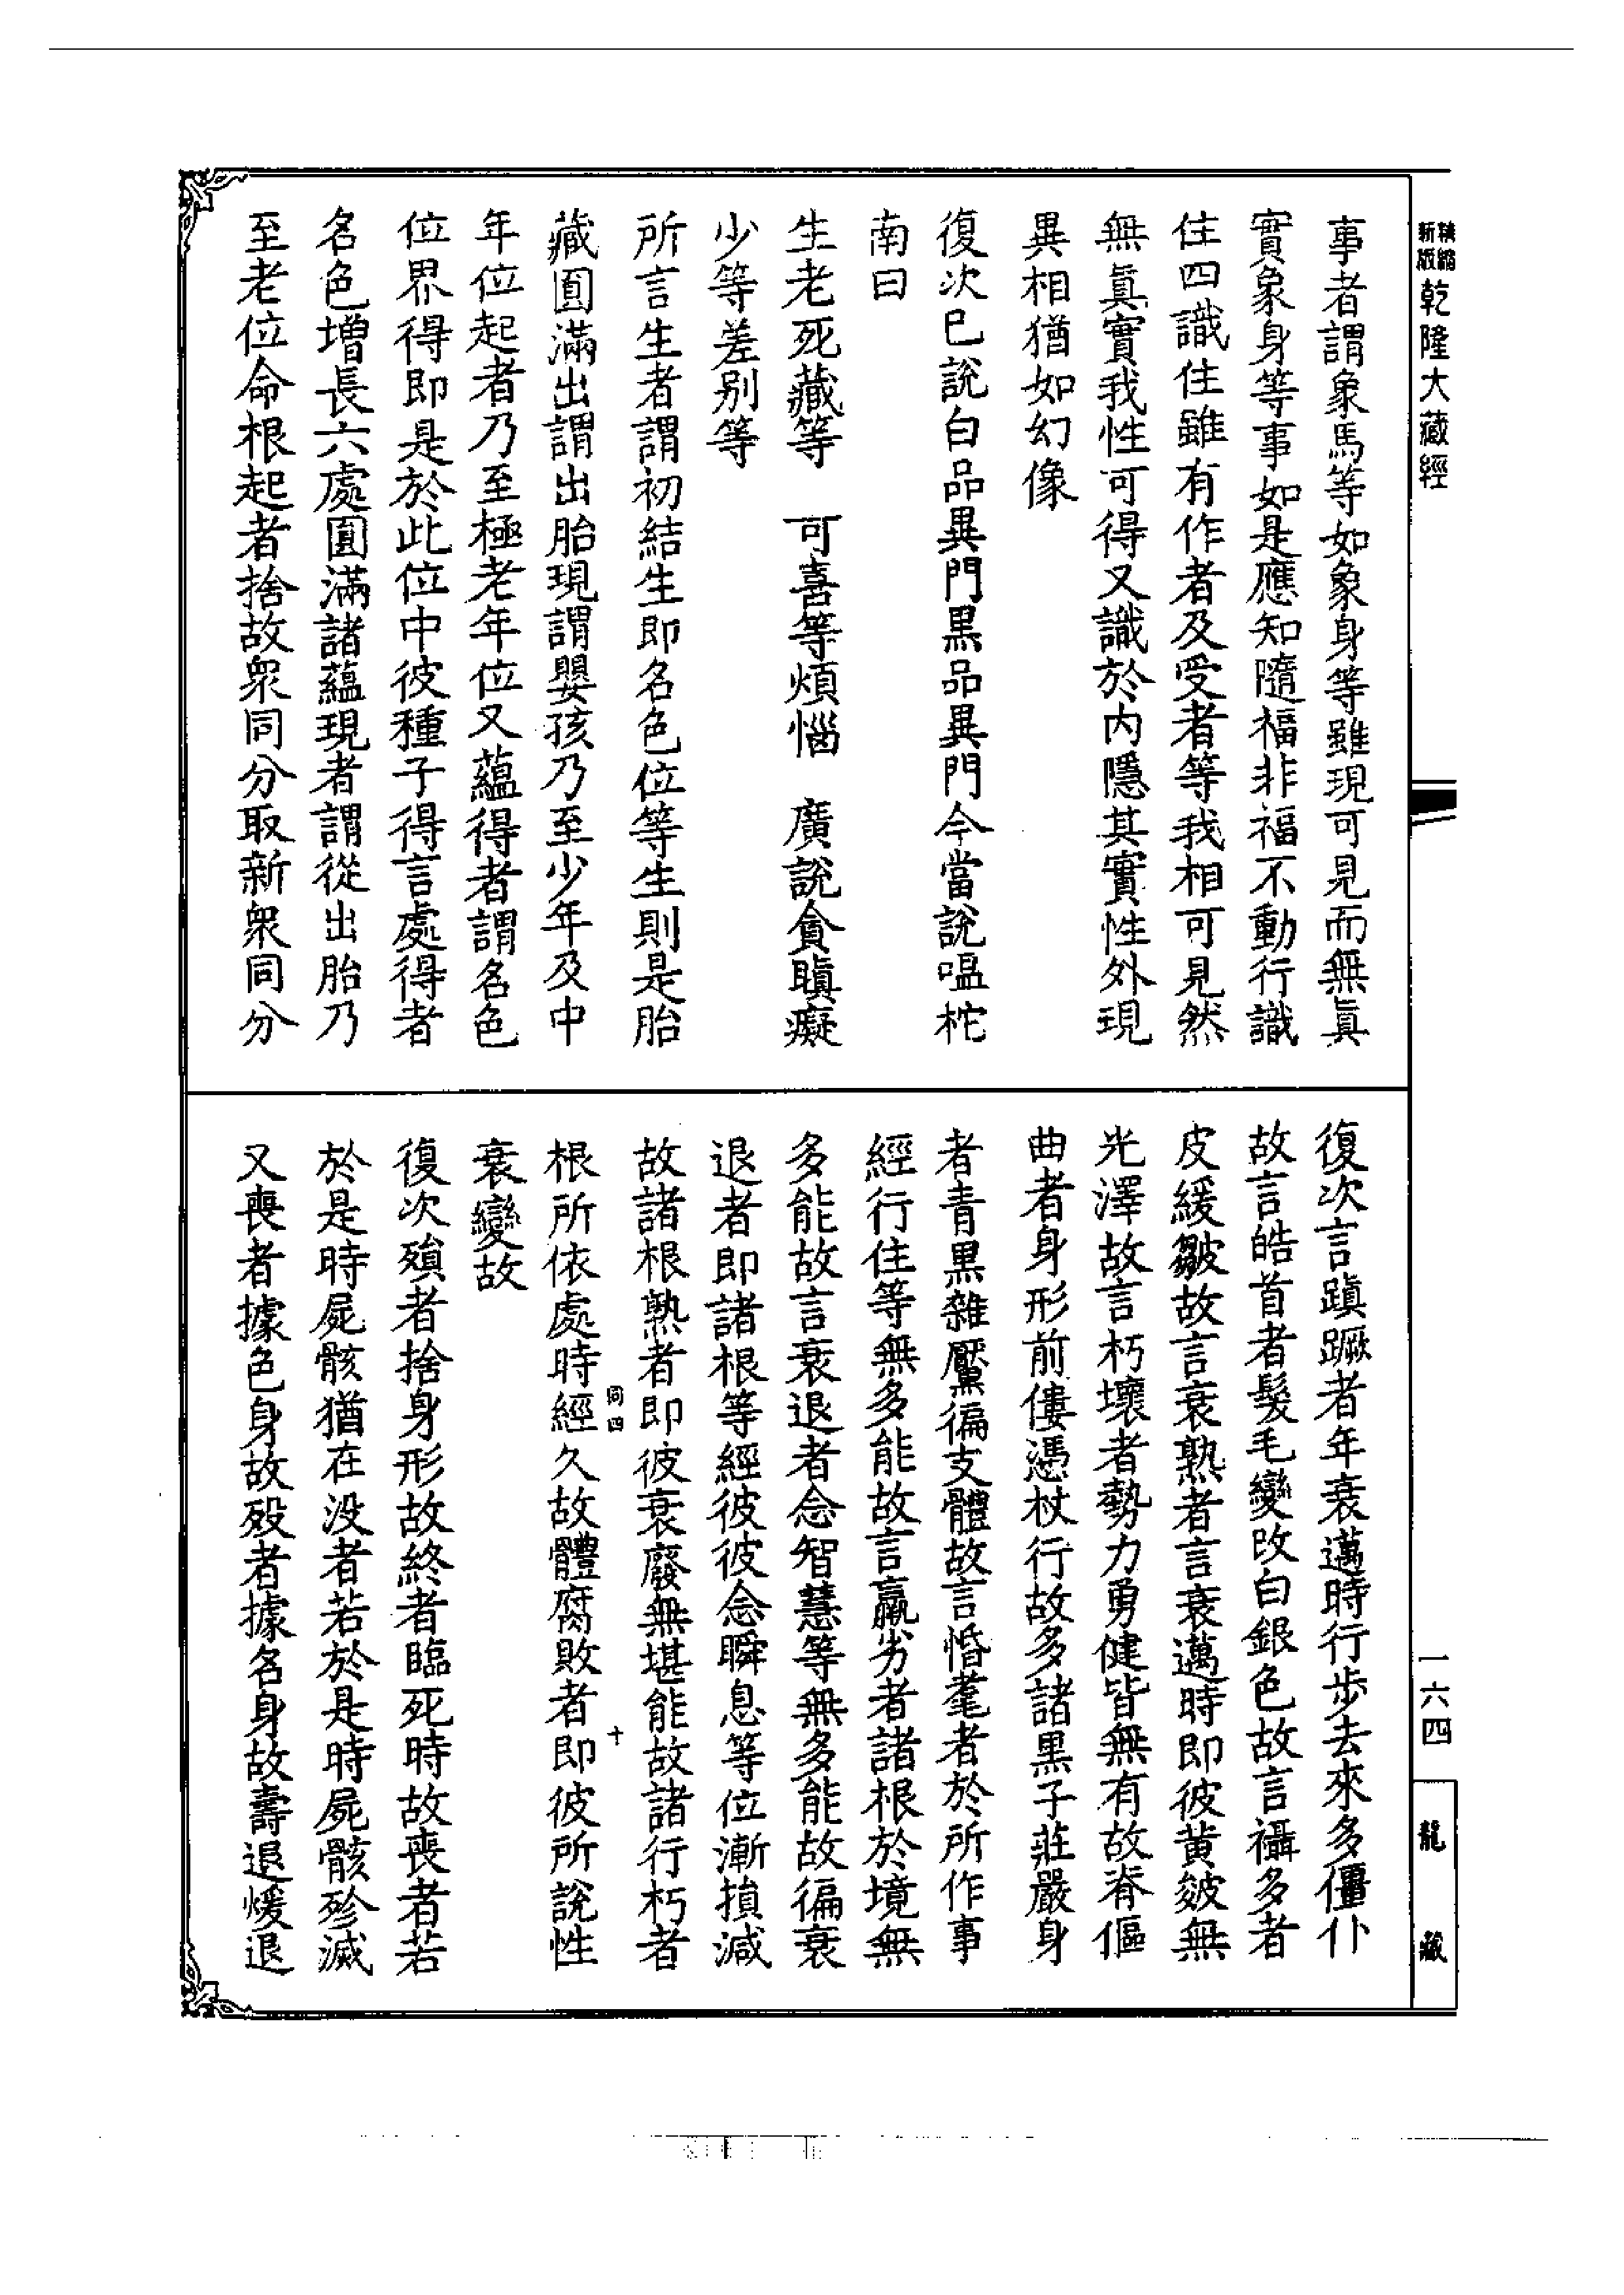 精縮新版乾隆大藏經
事者謂象馬等如象身等雖現可見而無眞
實象身等事如是應知隨福非福不動行識
住四識住雖有作者及受者等我相可見然
無眞實我性可得又識於内隱其實性外現
異相猶如幻像
復次已說白品異門黑品異門今當說嗢柁
南曰
生老死藏等　可喜等煩惱　廣說貪瞋癡
少等差别等
所言生者謂初結生即名色位等生則是胎
藏圓滿出謂出胎現謂嬰孩乃至少年及中
年位起者乃至極老年位又蘊得者謂名色
位界得即是於此位中彼種子得言處得者
名色增長六處圓滿諸蘊現者謂從出胎乃
至老位命根起者捨故衆同分取新衆同分
復次言蹎蹶者年衰邁時行步去來多僵仆
故言皓首者髮毛變改白銀色故言襵多者
皮緩皺故言衰熟者言衰邁時即彼黄皴無
光澤故言朽壞者勢力勇健皆無有故脊傴
曲者身形前僂憑杖行故多諸黑子莊嚴身
者青黑雜黶徧支體故言惛耄者於所作事
經行住等無多能故言羸劣者諸根於境無
多能故言衰退者念智慧等無多能故徧衰
退者即諸根等經彼彼念瞬息等位漸損減
故諸根熟者即彼衰廢無堪能故諸行朽者
同四　十
根所依處時經久故體腐敗者即彼所說性
衰變故
復次殞者捨身形故終者臨死時故喪者若
於是時屍骸猶在没者若於是時屍骸殄滅
又喪者據色身故殁者據名身故壽退煖退
一六四
龍藏